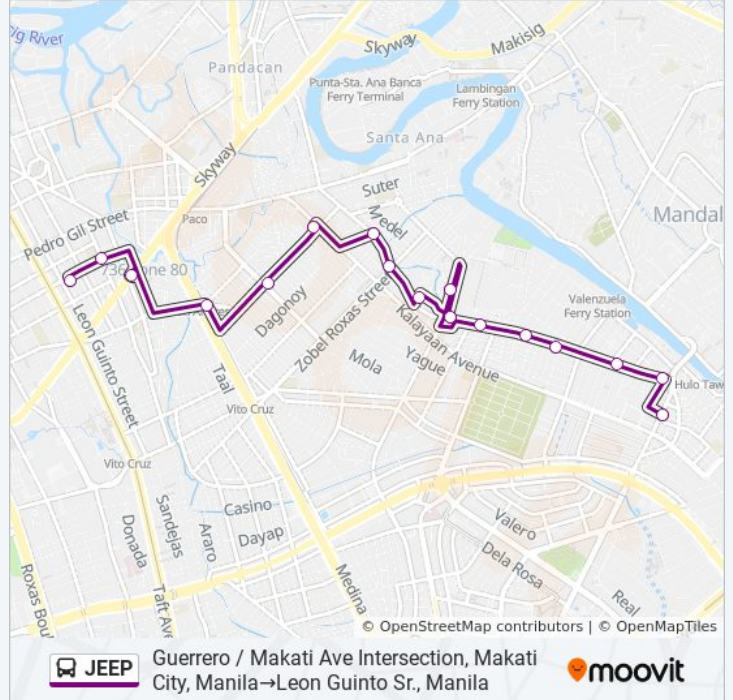 sig River
Skyway
Makisig
Pandacan
Punta-Sta. Ana Banca
Ferry Terminal
Lambingan
Ferry Station
Santa Ana
Skyway
Suter
Medel
Paco
Pedro Gil Street
Mandal
736 Zone 80
Valenzuela
Ferry Station
Dagonoy
Zobel Roxas Street
Kalayaan Avenue
Leon Guinto Street
Yague
Mola
Taal
Hulo Taw
Vito Cruz
Vito Cruz
Casino
Sandejas
Donada
Araro
Dayap
Valero
Dela Rosa
Medina
Real
Roxas Bou
Taft Ave
© OpenStreetMap contributors | © OpenMapTiles
JEEP
Guerrero / Makati Ave Intersection, Makati
City, Manila→Leon Guinto Sr., Manila
moovit